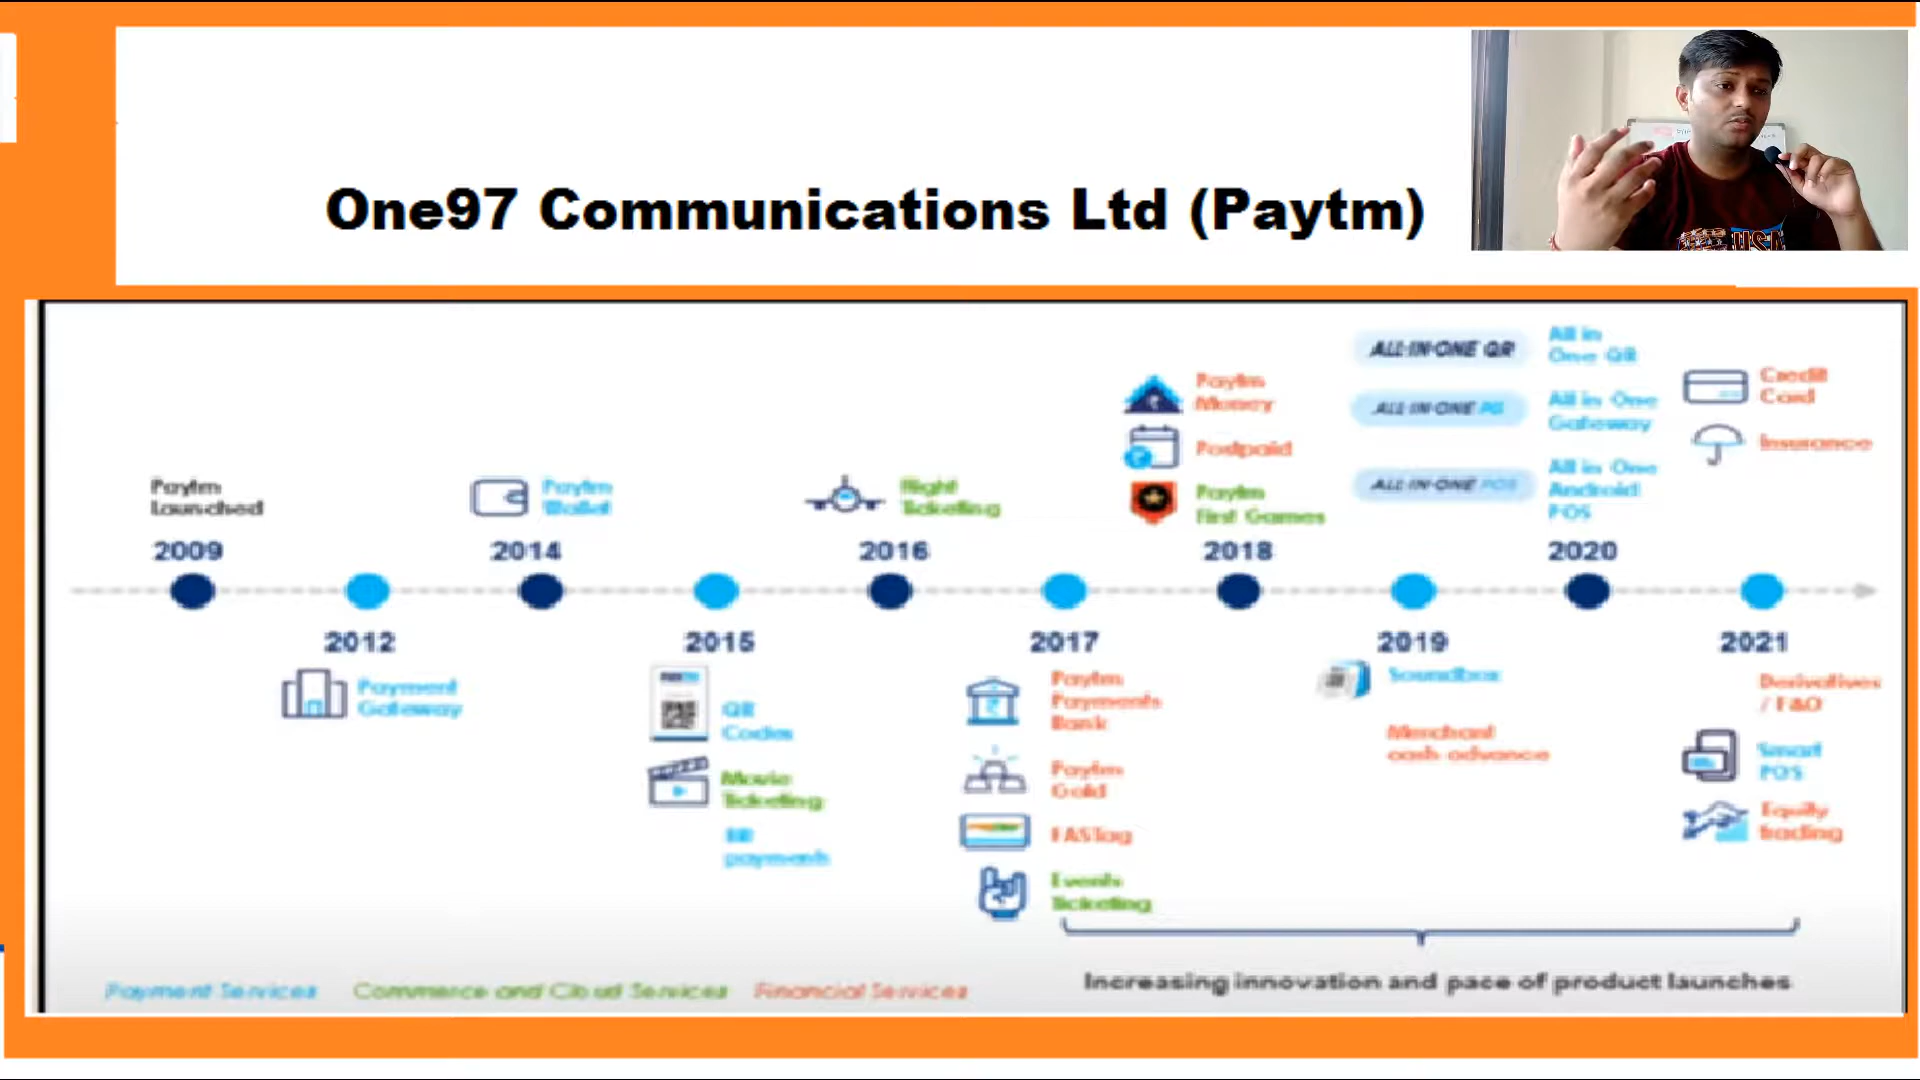 One97 Communications Ltd (Paytm)
USA
ALL-IN-ONE QR
All in
One QR
Paytm
Money
Credit
Card
ALL-IN-ONE PG
All in One
Gateway
Postpaid
Insurance
Paytm
Launched
Paytm
Wallet
Flight
Ticketing
Paytm
First Games
ALL-IN-ONE POS
All in One
Android
POS
2009
2014
2016
2018
2020
2012
2015
2017
2019
2021
Payment
Gateway
QR
Codes
Movie
Ticketing
Bill
payments
Paytm
Payments
Bank
Paytm
Gold
FASTag
Events
Ticketing
Soundbox
Merchant
cash advance
Derivatives
/ F&O
Smart
POS
Equity
trading
Payment Services
Commerce and Cloud Services
Financial Services
Increasing innovation and pace of product launches